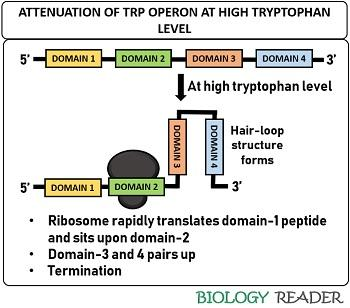 ATTENUATION OF TRP OPERON AT HIGH TRYPTOPHAN
LEVEL
5’ DOMAIN 1 DOMAIN 2 DOMAIN 3 DOMAIN 4 3’
At high tryptophan level
DOMAIN 3
DOMAIN 4
Hair-loop
structure
forms
5’ DOMAIN 1 DOMAIN 2 3’
• Ribosome rapidly translates domain-1 peptide
and sits upon domain-2
• Domain-3 and 4 pairs up
• Termination
BIOLOGY READER